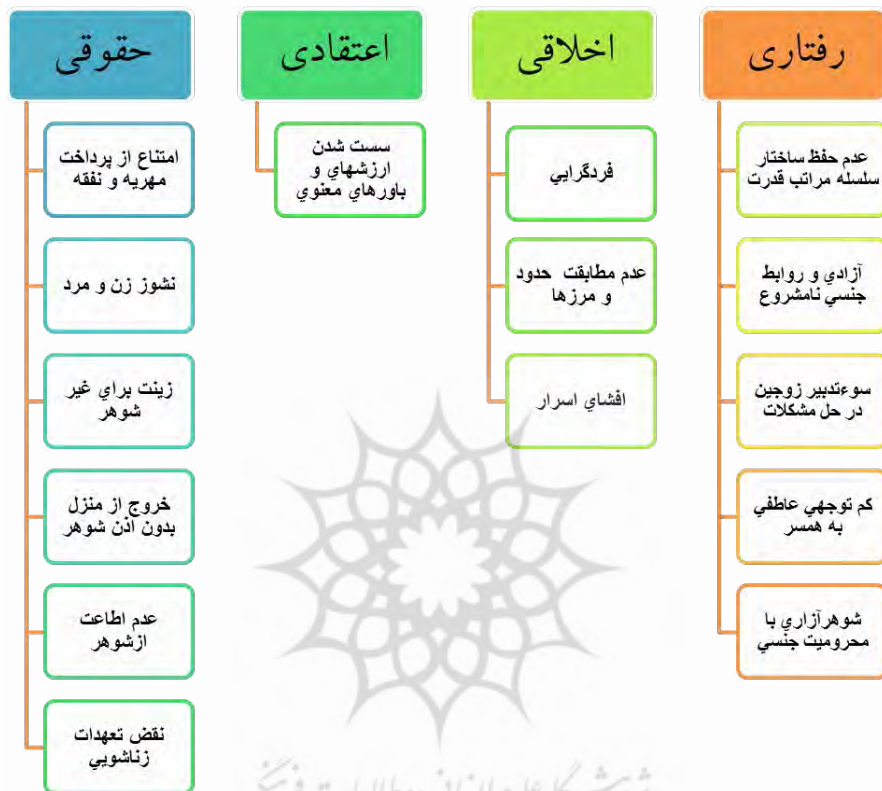 رفتاری
عدم حفظ ساختار
سلسله مراتب قدرت
آزادي و روابط
جنسي نامشروع
سوءتدبير زوجين
در حل مشكلات
كم توجهي عاطفي
به همسر
شوهرآزاري با
محروميت جنسي
اخلاقی
فردگرايي
عدم مطابقت حدود
و مرزها
افشاي اسرار
اعتقادی
سست شدن
ارزشهاي و
باورهاي معنوي
حقوقی
امتناع از پرداخت
مهريه و نفقه
نشوز زن و مرد
زينت براي غير
شوهر
خروج از منزل
بدون اذن شوهر
عدم اطاعت
ازشوهر
نقض تعهدات
زناشويي